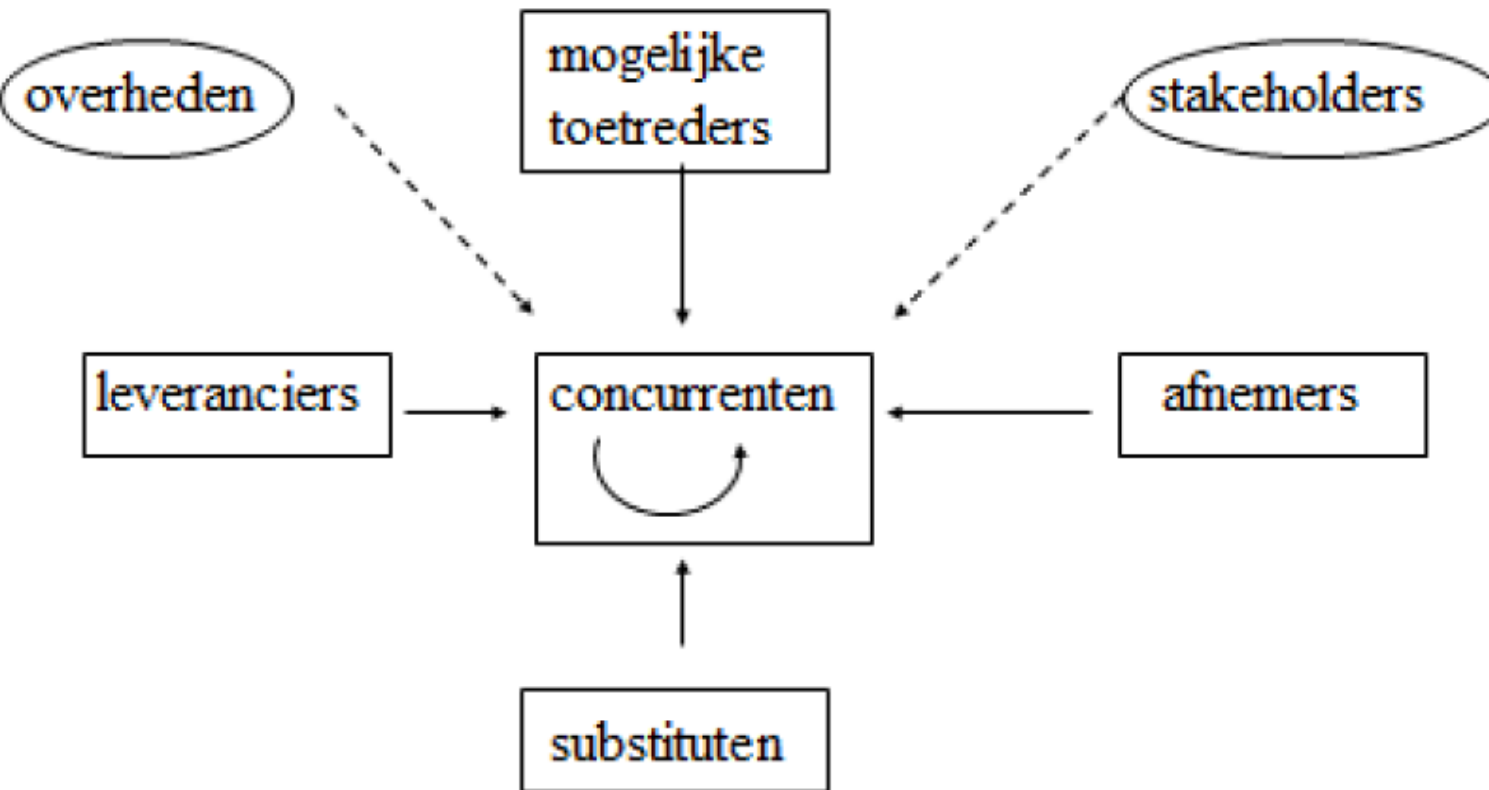 overheden
mogelijke
toetreders
stakeholders
leveranciers
concurrenten
afnemers
substituten